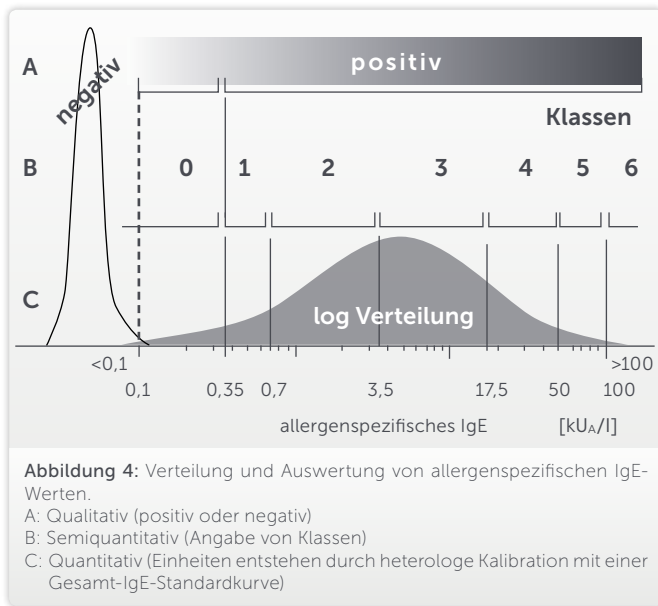 A
negativ
positiv
Klassen
B
0 1 2 3 4 5 6
C
log Verteilung
<0,1
>100
0,1 0,35 0,7 3,5 17,5 50 100
allergenspezifisches IgE [kUA/l]
Abbildung 4: Verteilung und Auswertung von allergenspezifischen IgE-
Werten.
A: Qualitativ (positiv oder negativ)
B: Semiquantitativ (Angabe von Klassen)
C: Quantitativ (Einheiten entstehen durch heterologe Kalibration mit einer
Gesamt-IgE-Standardkurve)